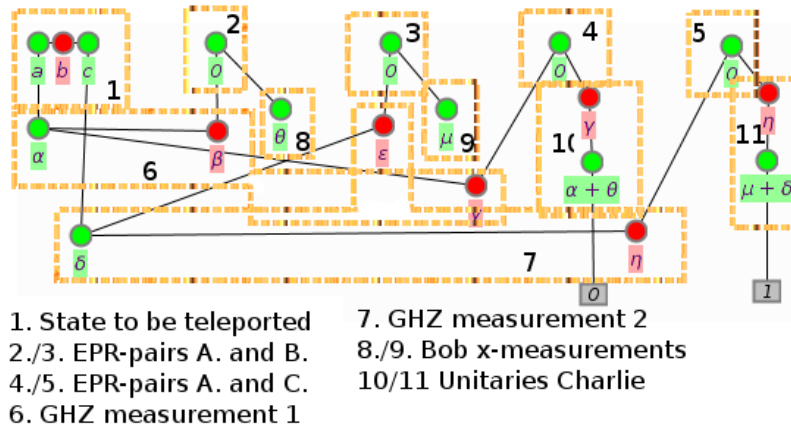 2 3 4 5
a b c 0 0 0 0
1 γ η
θ μ
α β 8 ε 9 10 11
6 γ α + θ μ + δ
δ 7 η
0 1
1. State to be teleported
2./3. EPR-pairs A. and B.
4./5. EPR-pairs A. and C.
6. GHZ measurement 1
7. GHZ measurement 2
8./9. Bob x-measurements
10/11 Unitaries Charlie